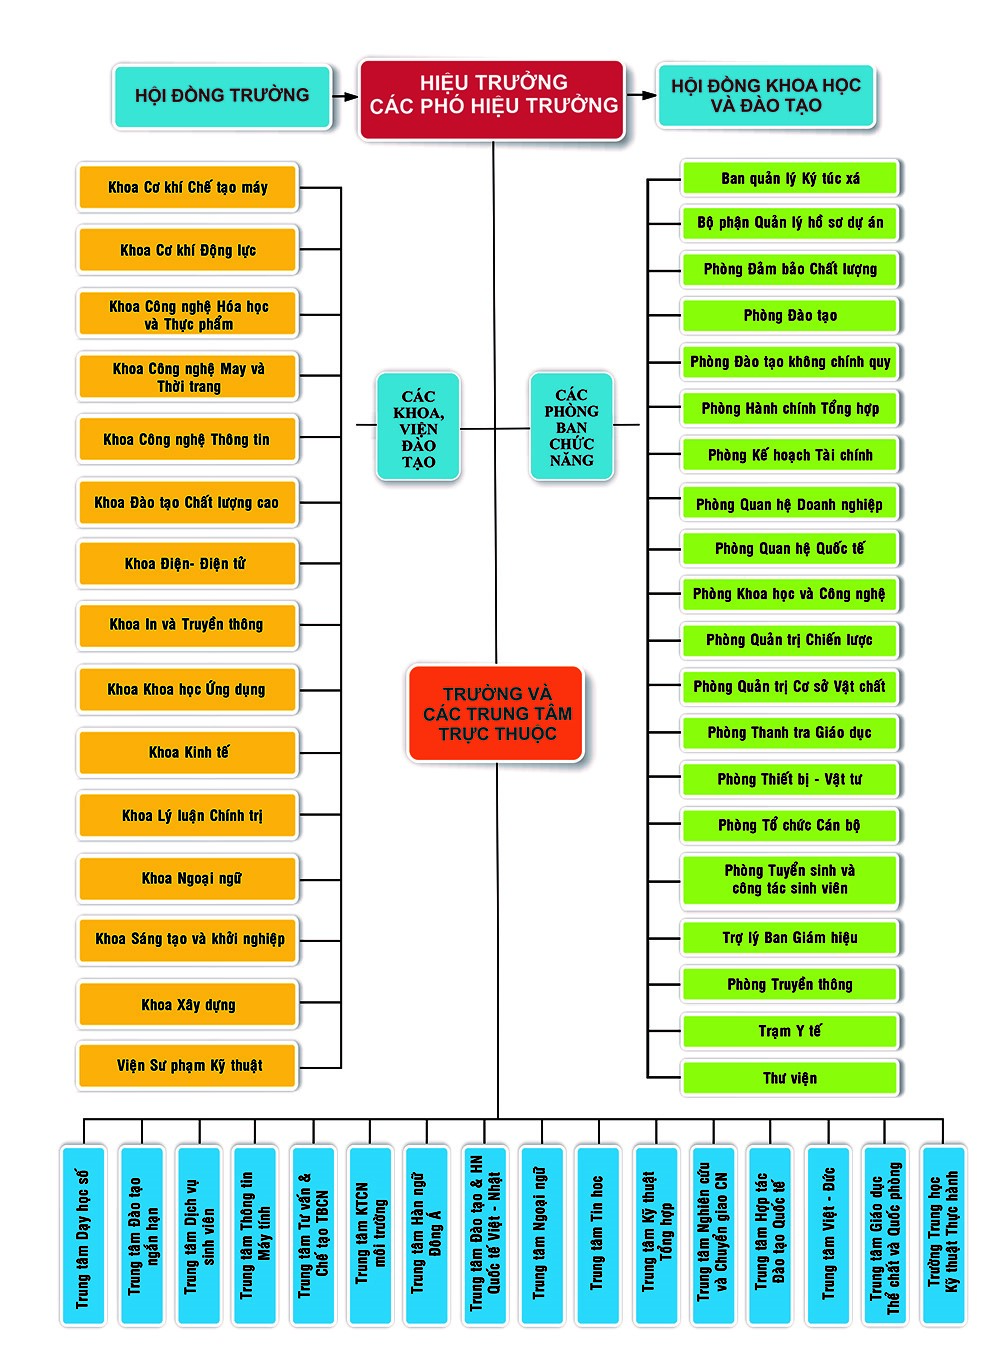 HỘI ĐỒNG TRƯỜNG
HIỆU TRƯỞNG
CÁC PHÓ HIỆU TRƯỞNG
HỘI ĐỒNG KHOA HỌC
VÀ ĐÀO TẠO
Khoa Cơ khí Chế tạo máy
Khoa Cơ khí Động lực
Khoa Công nghệ Hóa học
và Thực phẩm
Khoa Công nghệ May và
Thời trang
Khoa Công nghệ Thông tin
Khoa Đào tạo Chất lượng cao
Khoa Điện- Điện tử
Khoa In và Truyền thông
Khoa Khoa học Ứng dụng
Khoa Kinh tế
Khoa Lý luận Chính trị
Khoa Ngoại ngữ
Khoa Sáng tạo và khởi nghiệp
Khoa Xây dựng
Viện Sư phạm Kỹ thuật
CÁC
KHOA,
VIỆN
ĐÀO
TẠO
CÁC
PHÒNG
BAN
CHỨC
NĂNG
TRƯỜNG VÀ
CÁC TRUNG TÂM
TRỰC THUỘC
Ban quản lý Ký túc xá
Bộ phận Quản lý hồ sơ dự án
Phòng Đảm bảo Chất lượng
Phòng Đào tạo
Phòng Đào tạo không chính quy
Phòng Hành chính Tổng hợp
Phòng Kế hoạch Tài chính
Phòng Quan hệ Doanh nghiệp
Phòng Quan hệ Quốc tế
Phòng Khoa học và Công nghệ
Phòng Quản trị Chiến lược
Phòng Quản trị Cơ sở Vật chất
Phòng Thanh tra Giáo dục
Phòng Thiết bị - Vật tư
Phòng Tổ chức Cán bộ
Phòng Tuyển sinh và
công tác sinh viên
Trợ lý Ban Giám hiệu
Phòng Truyền thông
Trạm Y tế
Thư viện
Trung tâm Dạy học số
Trung tâm Đào tạo
ngắn hạn
Trung tâm Dịch vụ
sinh viên
Trung tâm Thông tin
Máy tính
Trung tâm Tư vấn &
Chế tạo TBCN
Trung tâm KTCN
môi trường
Trung tâm Hàn ngữ
Đông Á
Trung tâm Đào tạo & HN
Quốc tế Việt - Nhật
Trung tâm Ngoại ngữ
Trung tâm Tin học
Trung tâm Kỹ thuật
Tổng hợp
Trung tâm Nghiên cứu
và Chuyển giao CN
Trung tâm Hợp tác
Đào tạo Quốc tế
Trung tâm Việt - Đức
Trung tâm Giáo dục
Thể chất và Quốc phòng
Trường Trung học
Kỹ thuật Thực hành